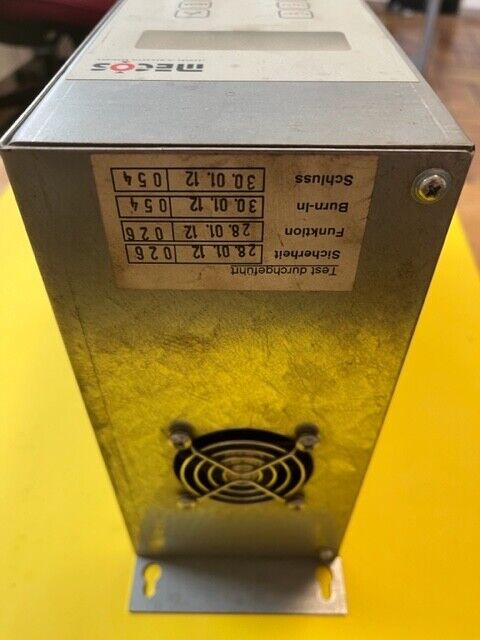 MECOS
Test durchgeführt
Sicherheit 28.01.12 026
Funktion 28.01.12 026
Burn-In 30.01.12 054
Schluss 30.01.12 054